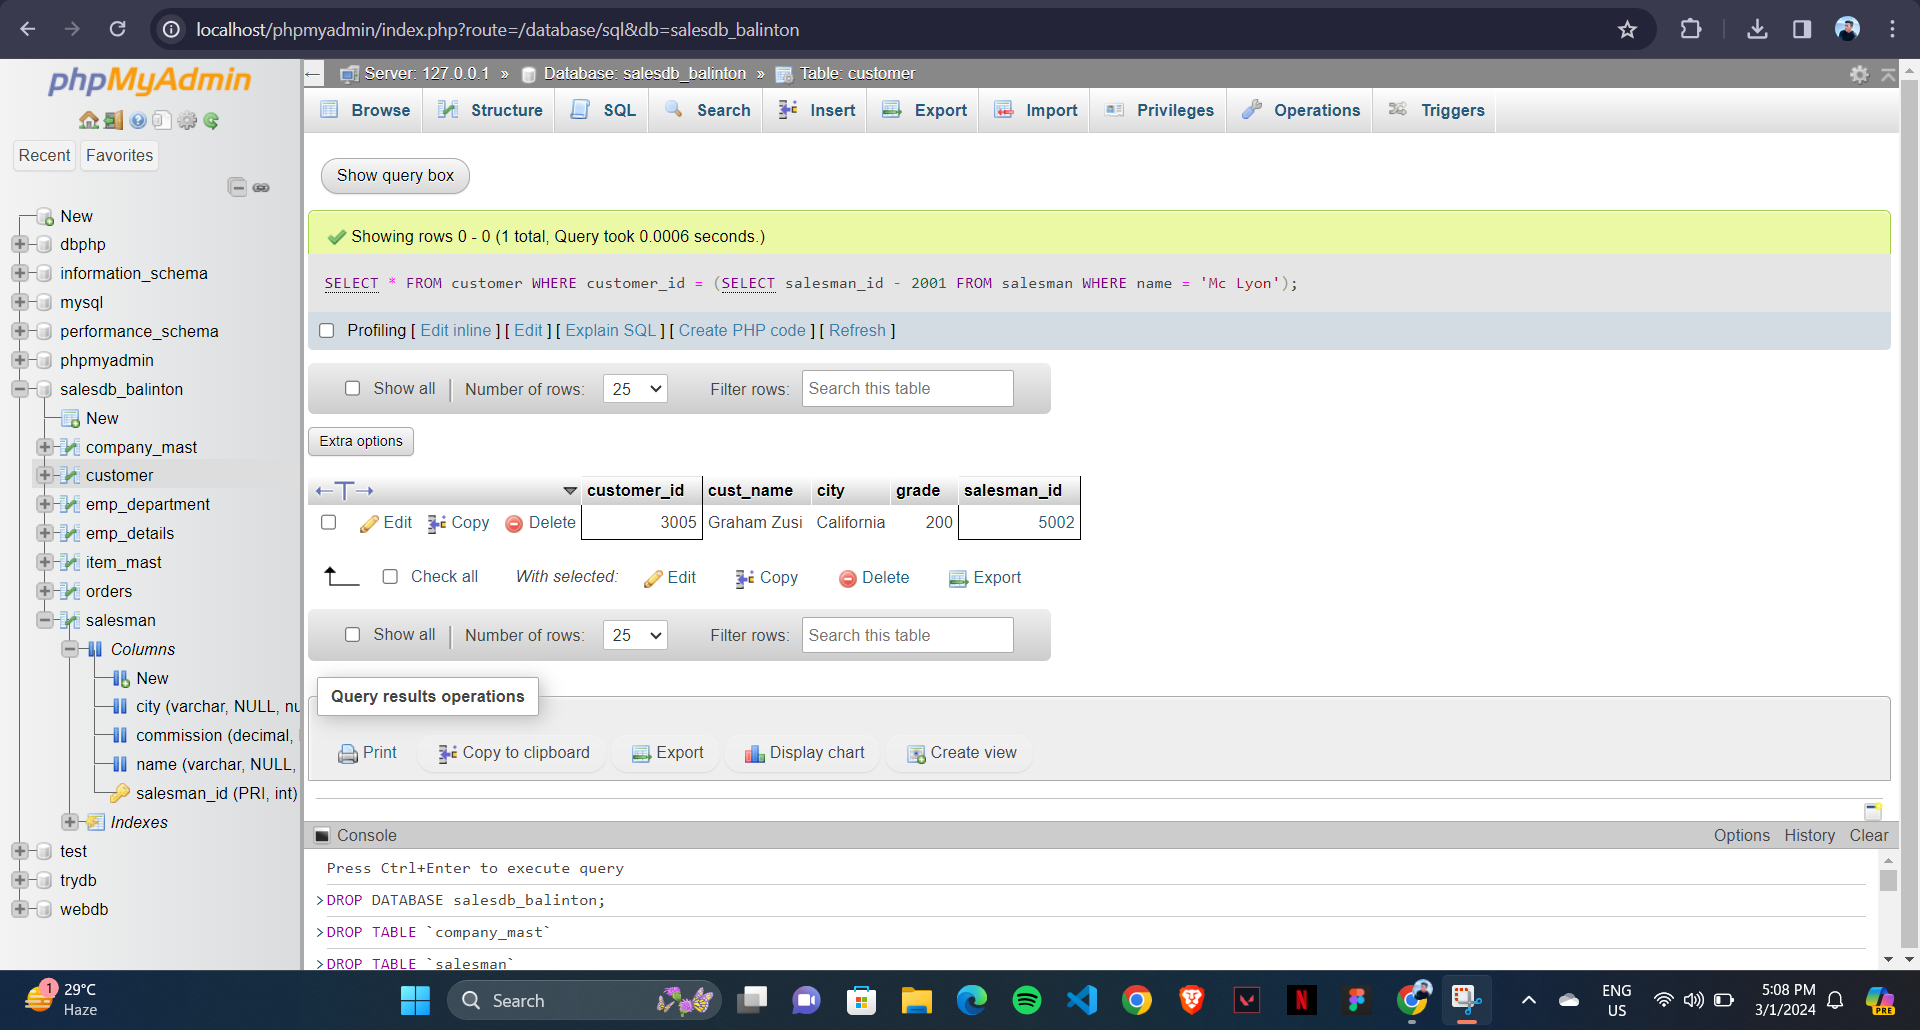 localhost/phpmyadmin/index.php?route=/database/sql&db=salesdb_balinton
phpMyAdmin
Recent
Favorites
New
dbphp
information_schema
mysql
performance_schema
phpmyadmin
salesdb_balinton
New
company_mast
customer
emp_department
emp_details
item_mast
orders
salesman
Columns
New
city (varchar, NULL, nu
commission (decimal,
name (varchar, NULL,
salesman_id (PRI, int)
Indexes
test
trydb
webdb
Server: 127.0.0.1 » Database: salesdb_balinton » Table: customer
Browse Structure SQL Search Insert Export Import Privileges Operations Triggers
Show query box
Showing rows 0 - 0 (1 total, Query took 0.0006 seconds.)
SELECT * FROM customer WHERE customer_id = (SELECT salesman_id - 2001 FROM salesman WHERE name = 'Mc Lyon');
Profiling [ Edit inline ] [ Edit ] [ Explain SQL ] [ Create PHP code ] [ Refresh ]
Show all Number of rows: 25 Filter rows: Search this table
Extra options
customer_id cust_name city grade salesman_id
Edit Copy Delete 3005 Graham Zusi California 200 5002
Check all With selected: Edit Copy Delete Export
Show all Number of rows: 25 Filter rows: Search this table
Query results operations
Print Copy to clipboard Export Display chart Create view
Console Options History Clear
Press Ctrl+Enter to execute query
>DROP DATABASE salesdb_balinton;
>DROP TABLE `company_mast`
>DROP TABLE `salesman`
1
29°C
Haze
Search
PRE
ENG
US
5:08 PM
3/1/2024